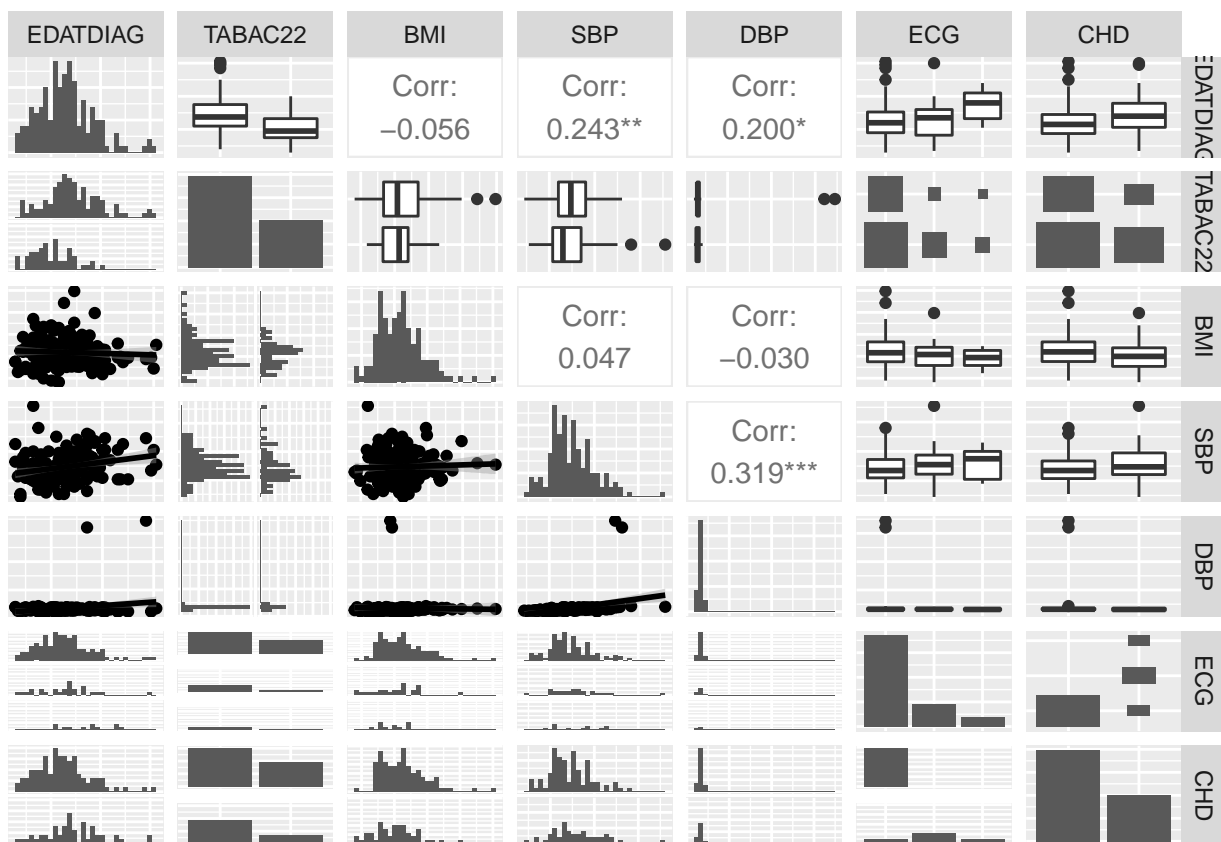 EDATDIAG TABAC22 BMI SBP DBP ECG CHD
Corr:
−0.056
Corr:
0.243**
Corr:
0.200*
EDATDIAG
TABAC22
Corr:
0.047
Corr:
−0.030
BMI
Corr:
0.319***
SBP
DBP
ECG
CHD